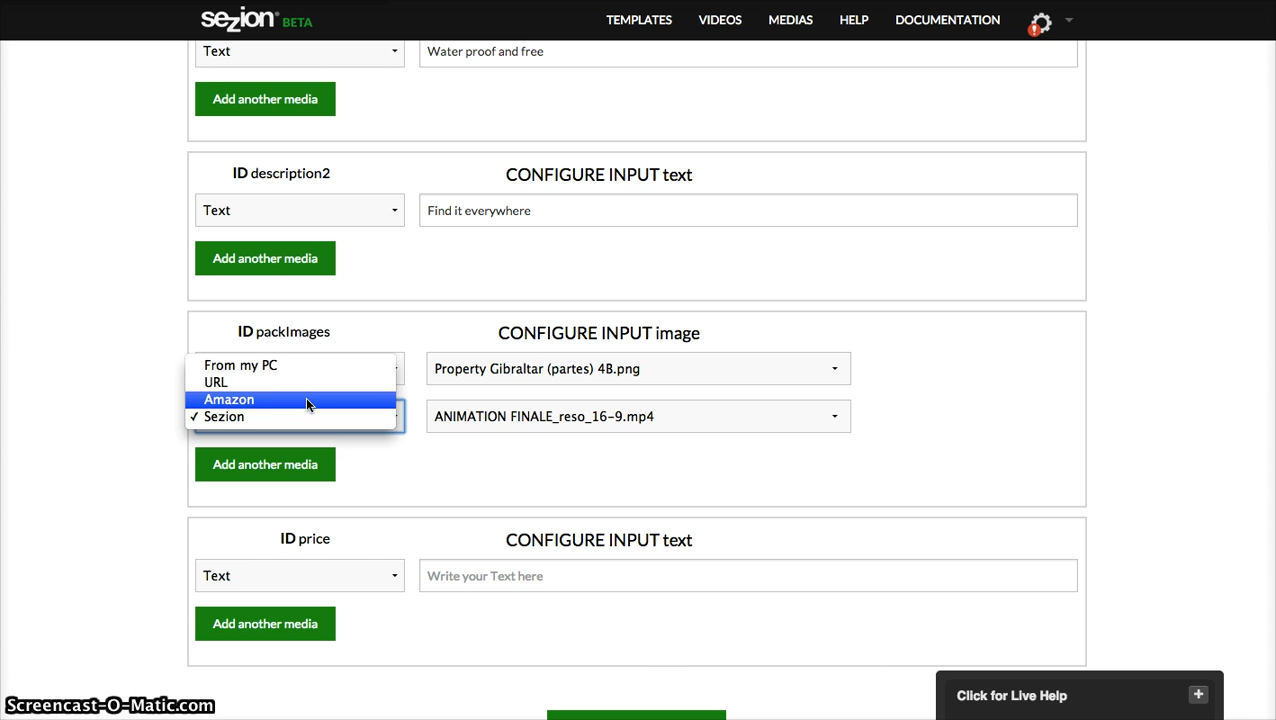 sezion BETA
TEMPLATES VIDEOS MEDIAS HELP DOCUMENTATION
Text Water proof and free
Add another media
ID description2 CONFIGURE INPUT text
Text Find it everywhere
Add another media
ID packImages CONFIGURE INPUT image
From my PC Property Gibraltar (partes) 4B.png
URL
Amazon
✓ Sezion ANIMATION FINALE_reso_16-9.mp4
Add another media
ID price CONFIGURE INPUT text
Text Write your Text here
Add another media
Click for Live Help +
Screencast-O-Matic.com